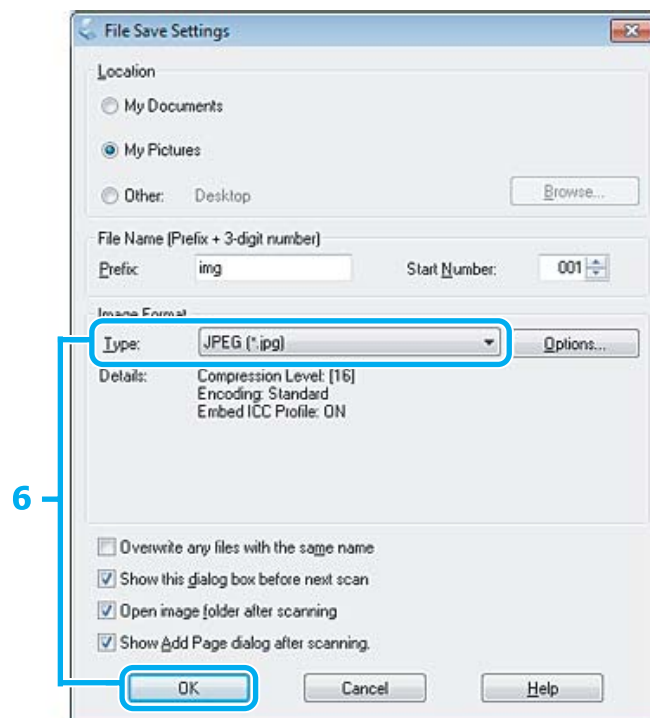 File Save Settings
Location
My Documents
My Pictures
Other: Desktop Browse...
File Name (Prefix + 3-digit number)
Prefix: img Start Number: 001
Image Format
Type: JPEG (*.jpg) Options...
Details: Compression Level: [16]
Encoding: Standard
Embed ICC Profile: ON
6
Overwrite any files with the same name
Show this dialog box before next scan
Open image folder after scanning
Show Add Page dialog after scanning.
OK Cancel Help